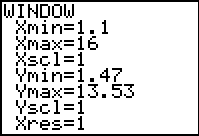 WINDOW
Xmin=1.1
Xmax=16
Xscl=1
Ymin=1.47
Ymax=13.53
Yscl=1
Xres=1